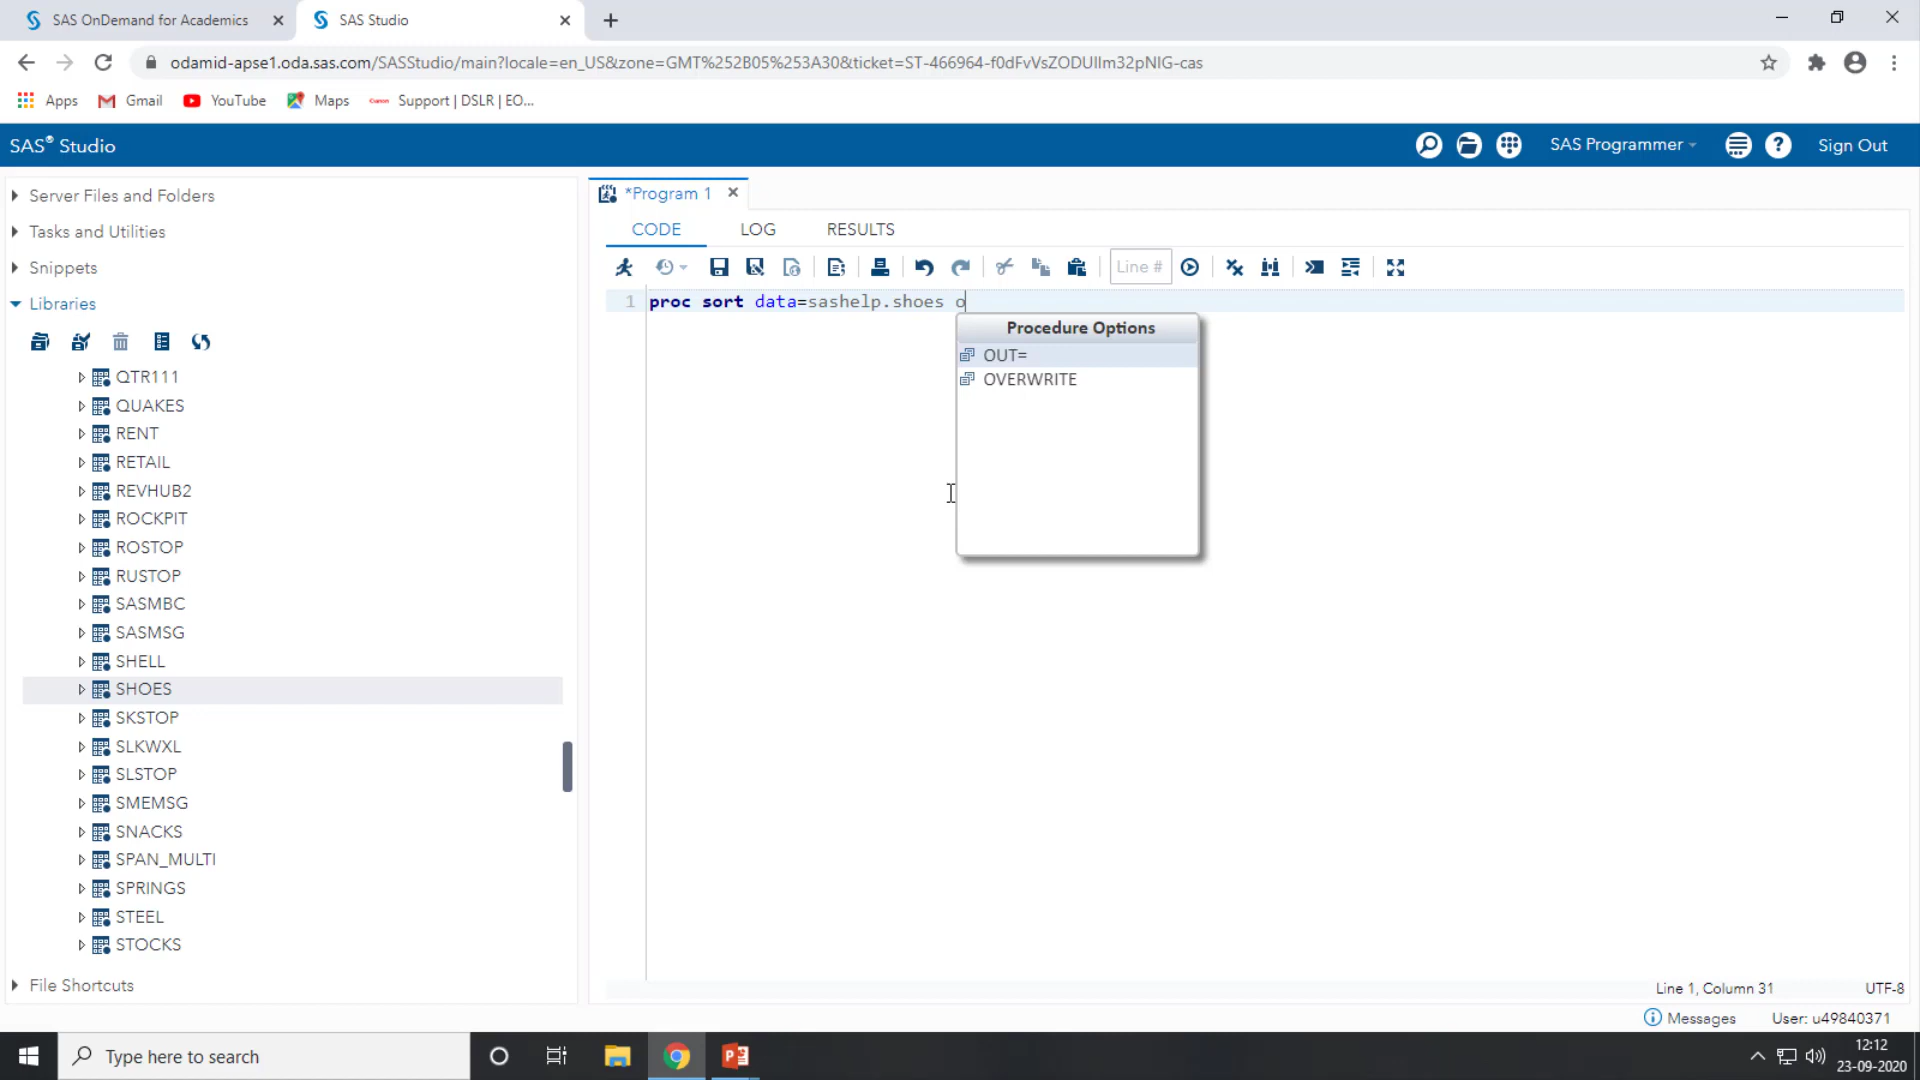 SAS OnDemand for Academics
SAS Studio
odamid-apse1.oda.sas.com/SASStudio/main?locale=en_US&zone=GMT%252B05%253A30&ticket=ST-466964-f0dFvVsZODUIlm32pNIG-cas
Apps
Gmail
YouTube
Maps
Canon
Support | DSLR | EO...
SAS® Studio
SAS Programmer
?
Sign Out
Server Files and Folders
Tasks and Utilities
Snippets
Libraries
QTR111
QUAKES
RENT
RETAIL
REVHUB2
ROCKPIT
ROSTOP
RUSTOP
SASMBC
SASMSG
SHELL
SHOES
SKSTOP
SLKWXL
SLSTOP
SMEMSG
SNACKS
SPAN_MULTI
SPRINGS
STEEL
STOCKS
File Shortcuts
*Program 1
CODE
LOG
RESULTS
Line #
1 proc sort data=sashelp.shoes o
Procedure Options
OUT=
OVERWRITE
Line 1, Column 31
UTF-8
Messages
User: u49840371
Type here to search
12:12
23-09-2020